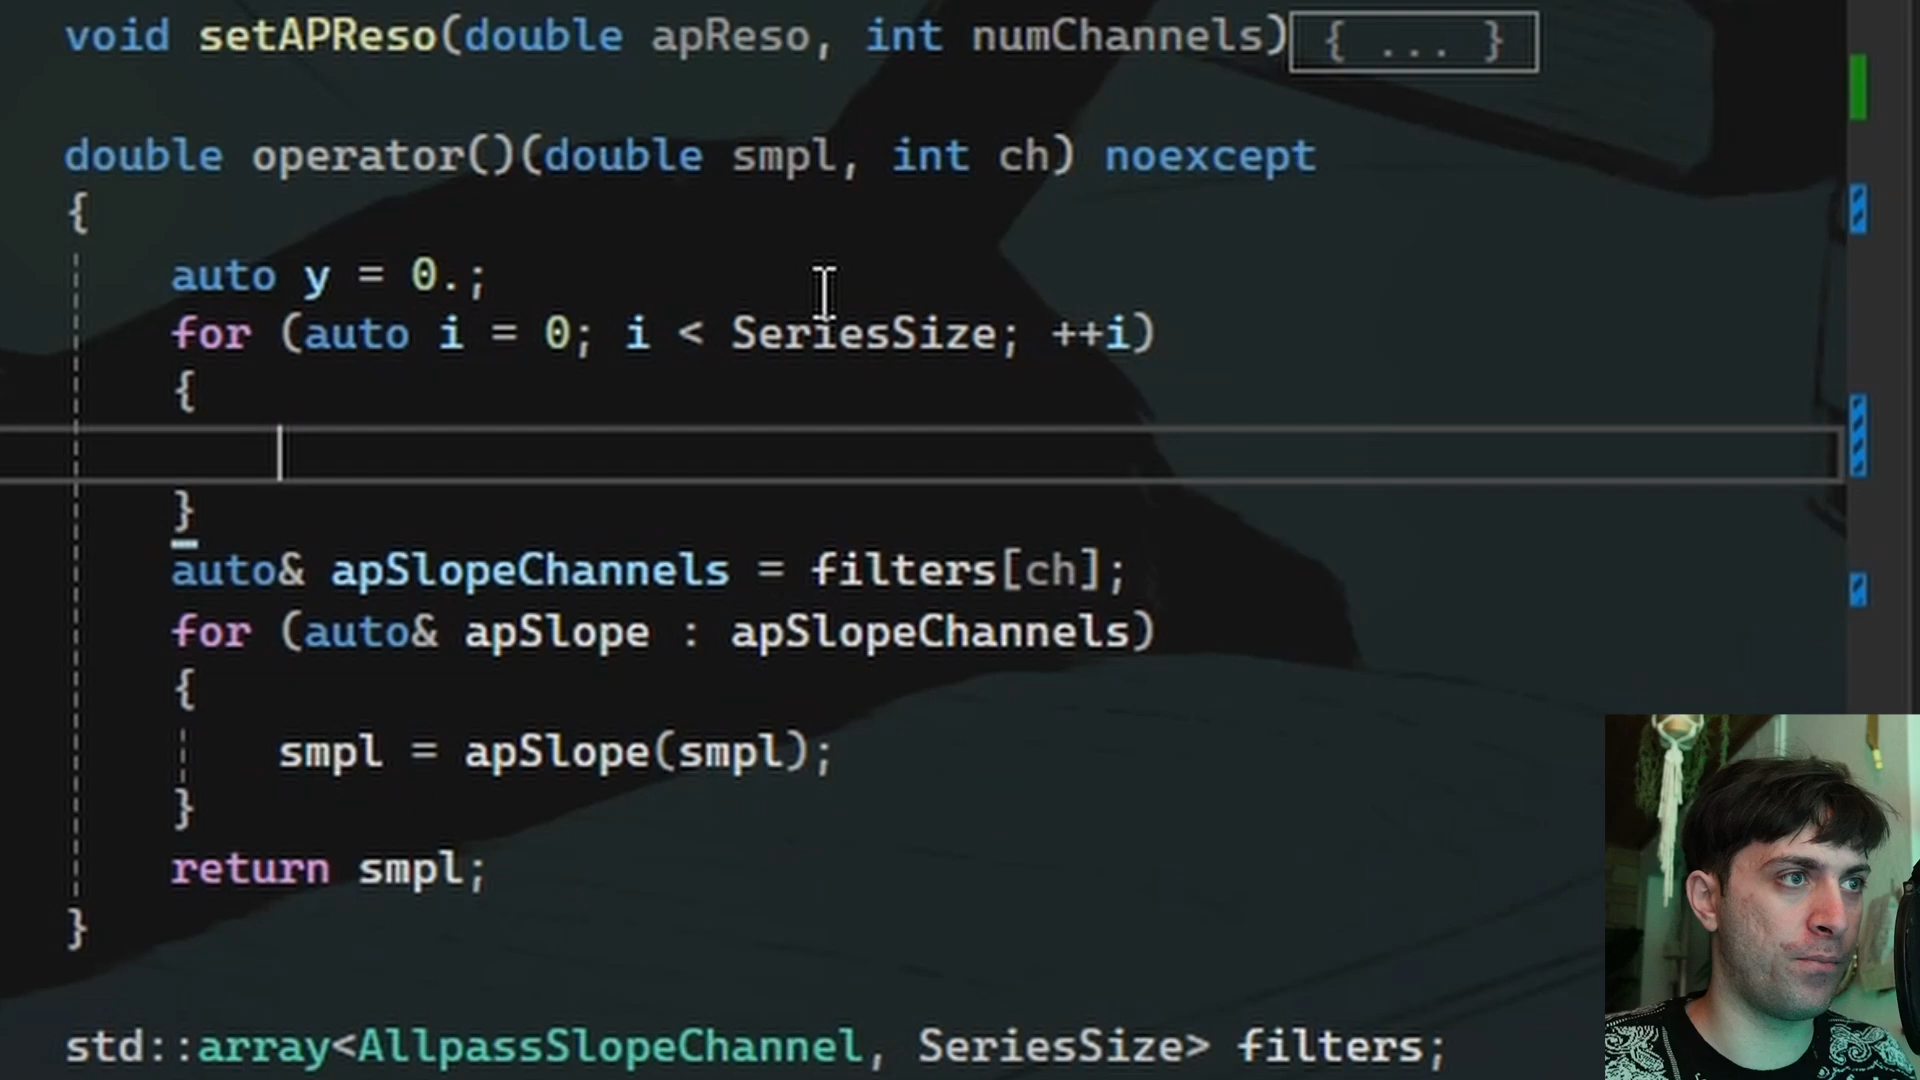 void setAPReso(double apReso, int numChannels){ ... }
double operator()(double smpl, int ch) noexcept
{
auto y = 0.;
for (auto i = 0; i < SeriesSize; ++i)
{
}
auto& apSlopeChannels = filters[ch];
for (auto& apSlope : apSlopeChannels)
{
smpl = apSlope(smpl);
}
return smpl;
}
std::array<AllpassSlopeChannel, SeriesSize> filters;